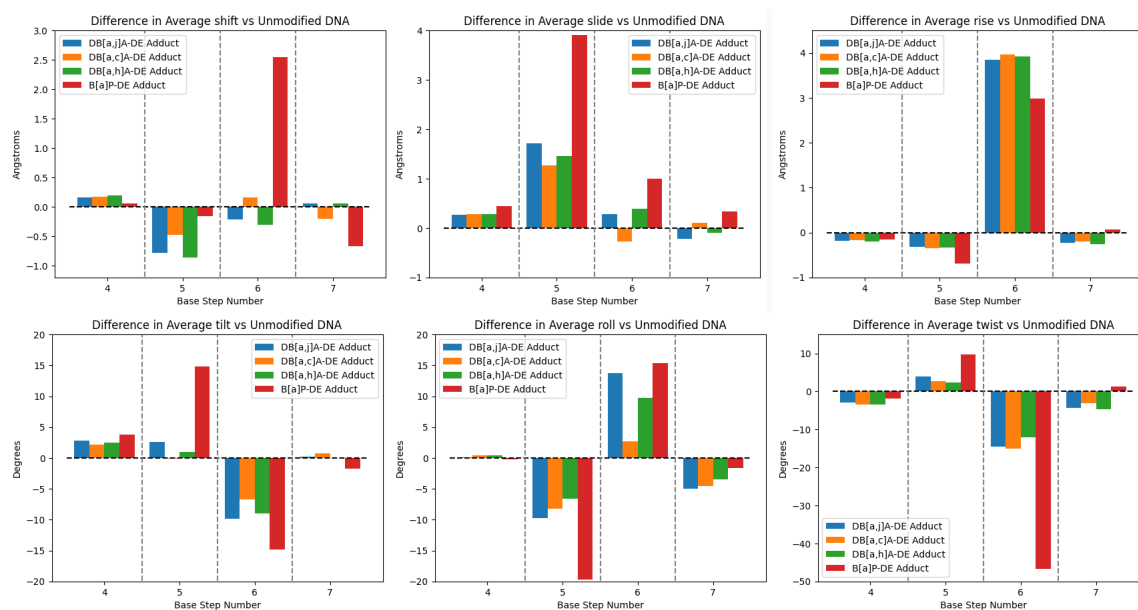 Difference in Average shift vs Unmodified DNA
3.0
2.5
2.0
1.5
1.0
0.5
0.0
−0.5
−1.0
Angstroms
DB[a,j]A-DE Adduct
DB[a,c]A-DE Adduct
DB[a,h]A-DE Adduct
B[a]P-DE Adduct
4 5 6 7
Base Step Number
Difference in Average slide vs Unmodified DNA
4
3
2
1
0
−1
Angstroms
DB[a,j]A-DE Adduct
DB[a,c]A-DE Adduct
DB[a,h]A-DE Adduct
B[a]P-DE Adduct
4 5 6 7
Base Step Number
Difference in Average rise vs Unmodified DNA
4
3
2
1
0
−1
Angstroms
DB[a,j]A-DE Adduct
DB[a,c]A-DE Adduct
DB[a,h]A-DE Adduct
B[a]P-DE Adduct
4 5 6 7
Base Step Number
Difference in Average tilt vs Unmodified DNA
20
15
10
5
0
−5
−10
−15
−20
Degrees
DB[a,j]A-DE Adduct
DB[a,c]A-DE Adduct
DB[a,h]A-DE Adduct
B[a]P-DE Adduct
4 5 6 7
Base Step Number
Difference in Average roll vs Unmodified DNA
20
15
10
5
0
−5
−10
−15
−20
Degrees
DB[a,j]A-DE Adduct
DB[a,c]A-DE Adduct
DB[a,h]A-DE Adduct
B[a]P-DE Adduct
4 5 6 7
Base Step Number
Difference in Average twist vs Unmodified DNA
10
0
−10
−20
−30
−40
−50
Degrees
DB[a,j]A-DE Adduct
DB[a,c]A-DE Adduct
DB[a,h]A-DE Adduct
B[a]P-DE Adduct
4 5 6 7
Base Step Number